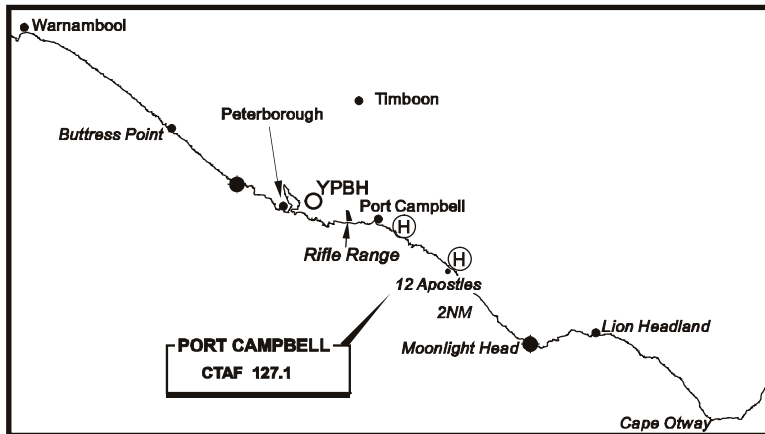 Warnambool
Timboon
Peterborough
Buttress Point
YPBH
Port Campbell
H
Rifle Range
H
12 Apostles
2NM
Lion Headland
PORT CAMPBELL
Moonlight Head
CTAF 127.1
Cape Otway